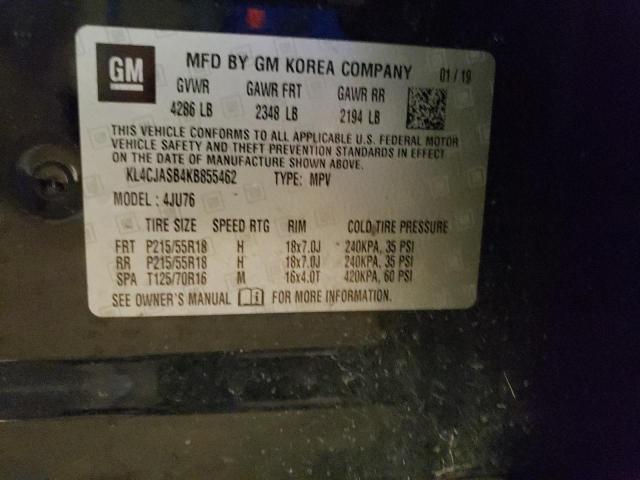 GM
MFD BY GM KOREA COMPANY 01/19
GVWR GAWR FRT GAWR RR
4286 LB 2348 LB 2194 LB
THIS VEHICLE CONFORMS TO ALL APPLICABLE U.S. FEDERAL MOTOR
VEHICLE SAFETY AND THEFT PREVENTION STANDARDS IN EFFECT
ON THE DATE OF MANUFACTURE SHOWN ABOVE.
KL4CJASB4KB855462 TYPE: MPV
MODEL: 4JU76
TIRE SIZE SPEED RTG RIM COLD TIRE PRESSURE
FRT P215/55R18 H 18x7.0J 240KPA, 35 PSI
RR P215/55R18 H 18x7.0J 240KPA, 35 PSI
SPA T125/70R16 M 16x4.0T 420KPA, 60 PSI
SEE OWNER'S MANUAL FOR MORE INFORMATION.